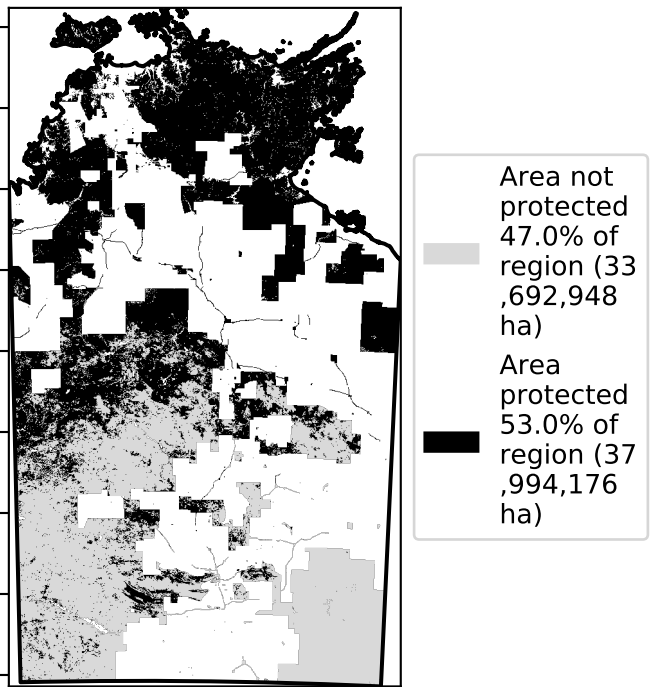 Area not
protected
47.0% of
region (33
,692,948
ha)
Area
protected
53.0% of
region (37
,994,176
ha)